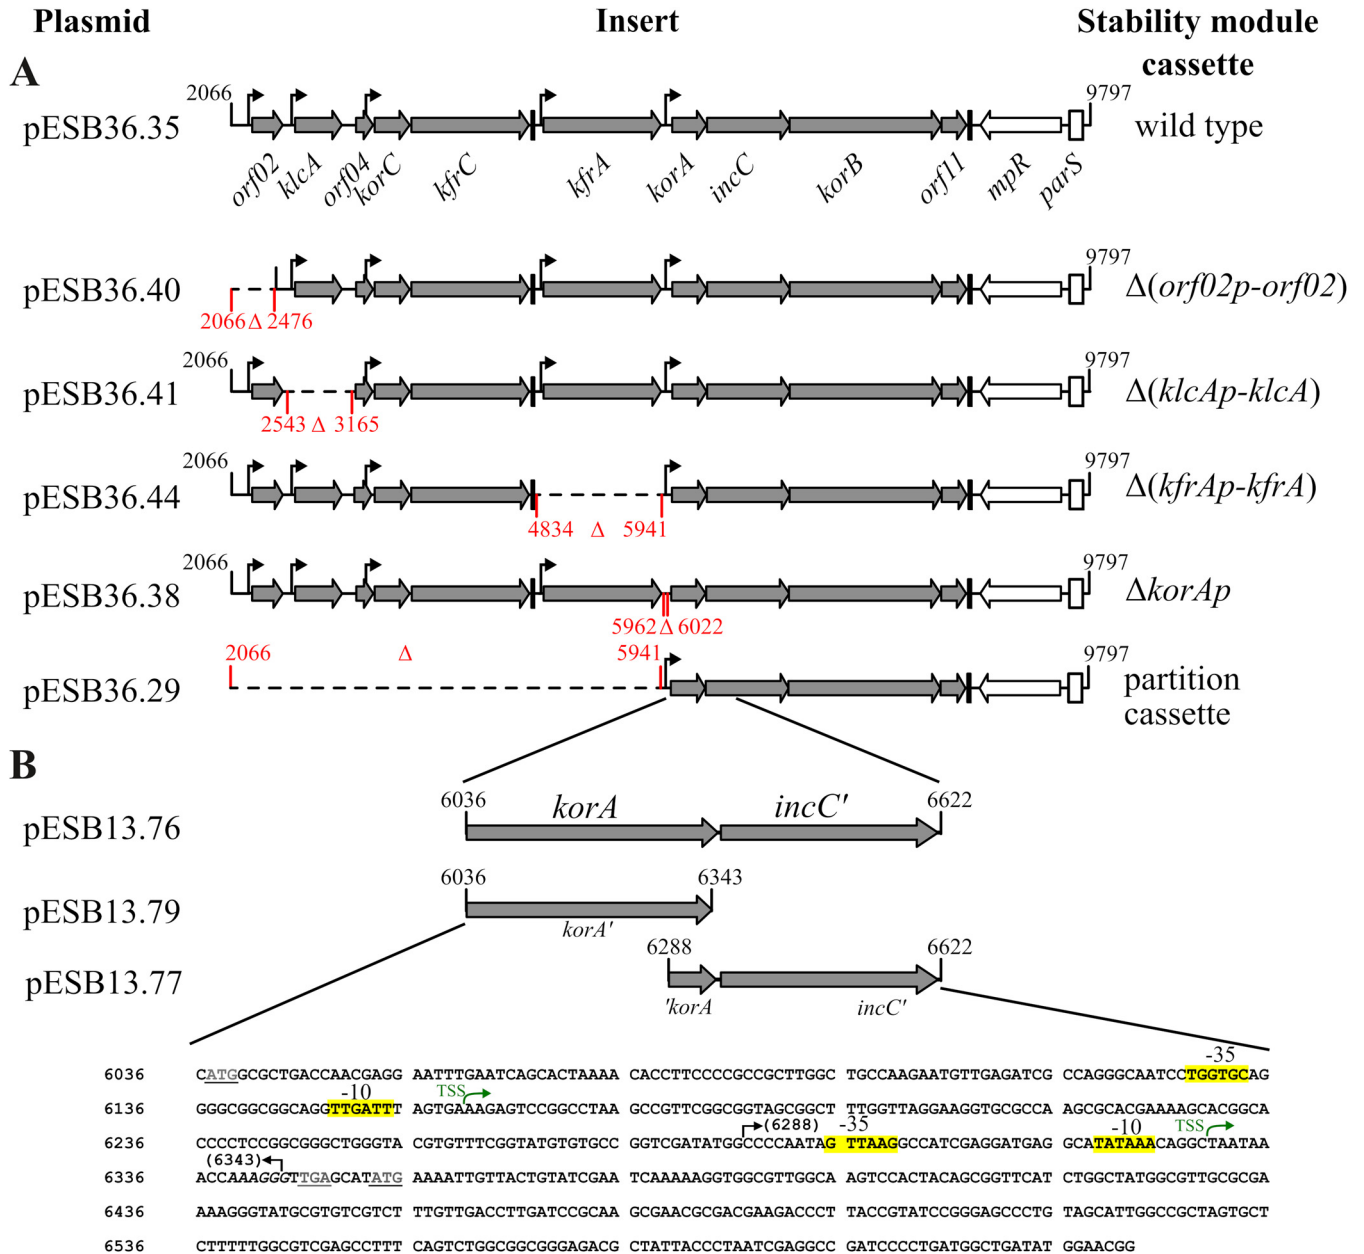 Plasmid Insert Stability module cassette
A
2066 9797
pESB36.35 wild type
orf02 klcA orf04 korC kfrC kfrA korA incC korB orf11 mpR parS
9797
pESB36.40 Δ(orf02p-orf02)
2066 Δ 2476
2066 9797
pESB36.41 Δ(klcAp-klcA)
2543 Δ 3165
2066 9797
pESB36.44 Δ(kfrAp-kfrA)
4834 Δ 5941
2066 9797
pESB36.38 ΔkorAp
5962 Δ 6022
2066 Δ 5941 9797
pESB36.29 partition cassette
B
6036 korA incC' 6622
pESB13.76
6036 6343
pESB13.79
korA'
6288 6622
pESB13.77
'korA incC'
-35
6036 CATGGCGCTGACCAACGAGG AATTTGAATCAGCACTAAAA CACCTTCCCCGCCGCTTGGC TGCCAAGAATGTTGAGATCG CCAGGGCAATCCTGGTGCAG
-10 TSS
6136 GGGCGGCGGCAGGTTGATTT AGTGAAAGAGTCCGGCCTAA GCCGTTCGGCGGTAGCGGCT TTGGTTAGGAAGGTGCGCCA AGCGCACGAAAAGCACGGCA
(6288) -35 -10 TSS
6236 CCCCTCCGGCGGGCTGGGTA CGTGTTTCGGTATGTGTGCC GGTCGATATGGCCCCAATAG TTAAGGCCATCGAGGATGAG GCATATAAACAGGCTAATAA
(6343)
6336 ACCAAAGGGTTGAGCATATG AAAATTGTTACTGTATCGAA TCAAAAAGGTGGCGTTGGCA AGTCCACTACAGCGGTTCAT CTGGCTATGGCGTTGCGCGA
6436 AAAGGGTATGCGTGTCGTCT TTGTTGACCTTGATCCGCAA GCGAACGCGACGAAGACCCT TACCGTATCCGGGAGCCCTG TAGCATTGGCCGCTAGTGCT
6536 CTTTTTGGCGTCGAGCCTTT CAGTCTGGCGGCGGGAGACG CTATTACCCTAATCGAGGCC GATCCCCTGATGGCTGATAT GGAACGG